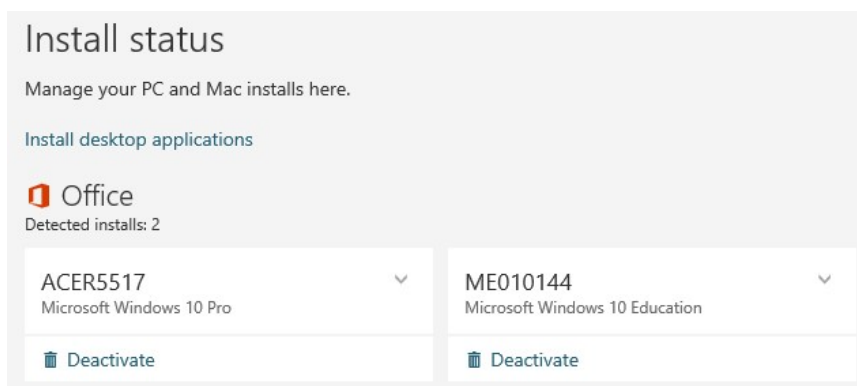 Install status
Manage your PC and Mac installs here.
Install desktop applications
Office
Detected installs: 2
ACER5517
Microsoft Windows 10 Pro
Deactivate
ME010144
Microsoft Windows 10 Education
Deactivate